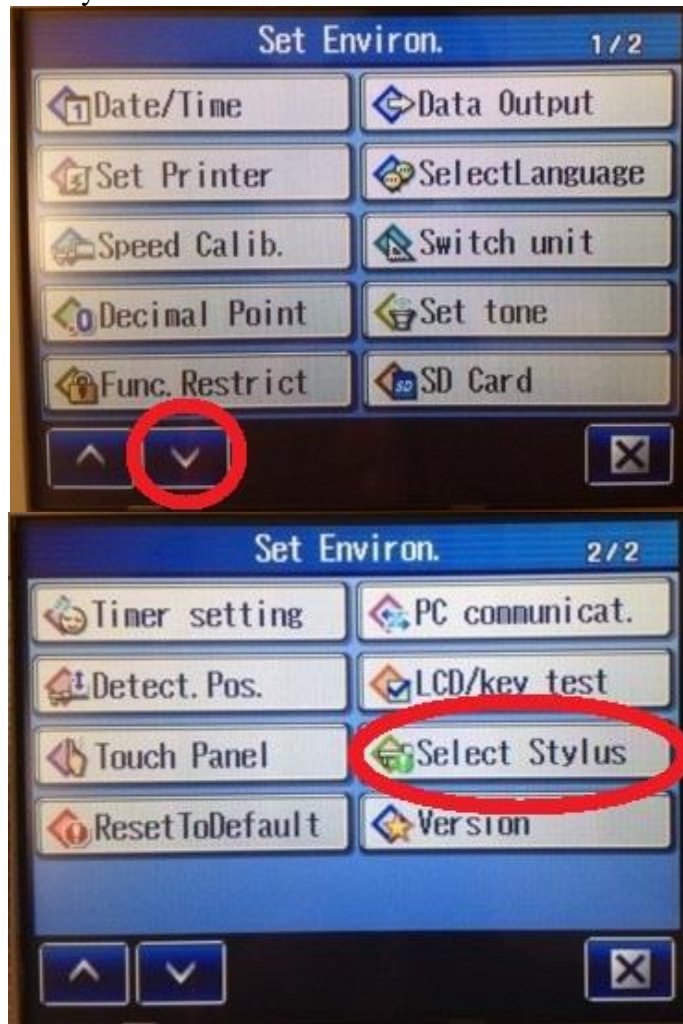 Set Environ. 1/2
Date/Time Data Output
Set Printer SelectLanguage
Speed Calib. Switch unit
Decimal Point Set tone
Func.Restrict SD Card
Set Environ. 2/2
Timer setting PC communicat.
Detect.Pos. LCD/key test
Touch Panel Select Stylus
ResetToDefault Version